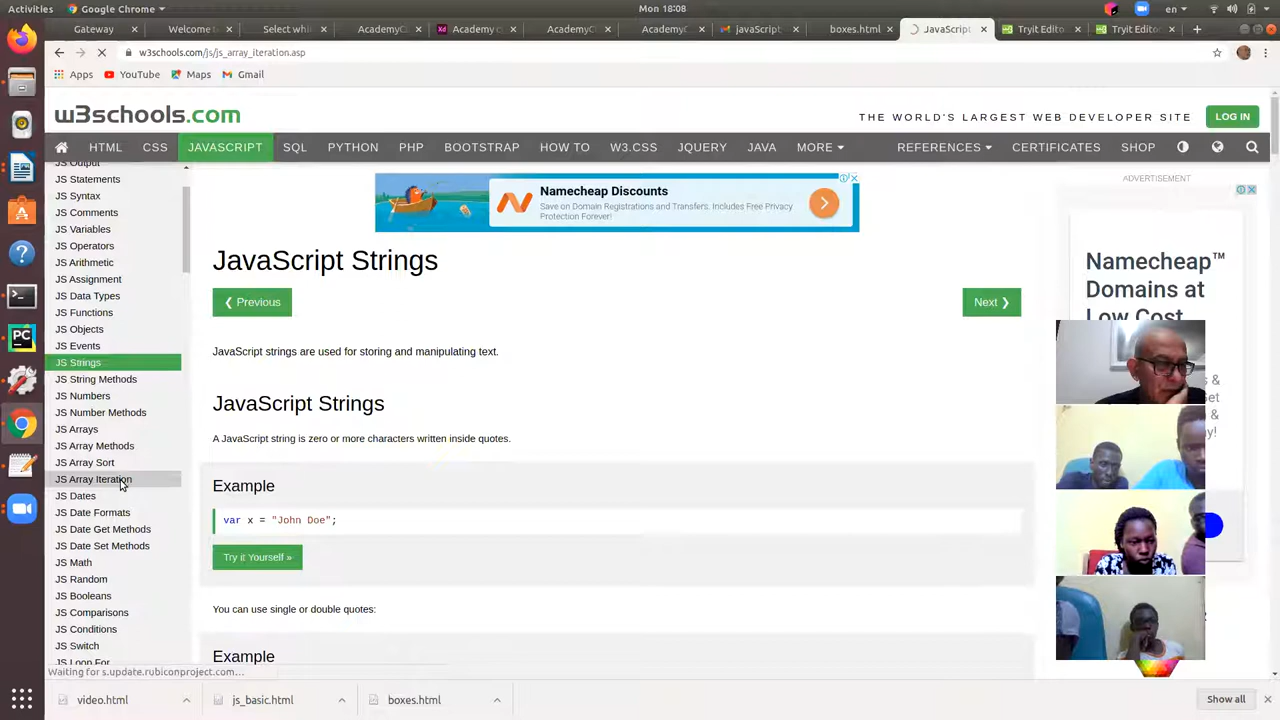 Activities
Google Chrome
Mon 18:08
en
Gateway
Welcome t
Select whi
AcademyC
Academy c
AcademyC
AcademyC
javaScript
boxes.html
JavaScript
Tryit Edito
Tryit Edito
w3schools.com/js/js_array_iteration.asp
Apps
YouTube
Maps
Gmail
w3schools.com
THE WORLD'S LARGEST WEB DEVELOPER SITE
LOG IN
HTML
CSS
JAVASCRIPT
SQL
PYTHON
PHP
BOOTSTRAP
HOW TO
W3.CSS
JQUERY
JAVA
MORE
REFERENCES
CERTIFICATES
SHOP
JS Output
JS Statements
JS Syntax
JS Comments
JS Variables
JS Operators
JS Arithmetic
JS Assignment
JS Data Types
JS Functions
JS Objects
JS Events
JS Strings
JS String Methods
JS Numbers
JS Number Methods
JS Arrays
JS Array Methods
JS Array Sort
JS Array Iteration
JS Dates
JS Date Formats
JS Date Get Methods
JS Date Set Methods
JS Math
JS Random
JS Booleans
JS Comparisons
JS Conditions
JS Switch
JS Loop For
Namecheap Discounts
Save on Domain Registrations and Transfers. Includes Free Privacy
Protection Forever!
JavaScript Strings
❮ Previous
Next ❯
JavaScript strings are used for storing and manipulating text.
JavaScript Strings
A JavaScript string is zero or more characters written inside quotes.
Example
var x = "John Doe";
Try it Yourself »
You can use single or double quotes:
Example
ADVERTISEMENT
Namecheap™
Domains at
Low Cost
s &
get
&
y!
Waiting for s.update.rubiconproject.com...
video.html
js_basic.html
boxes.html
Show all